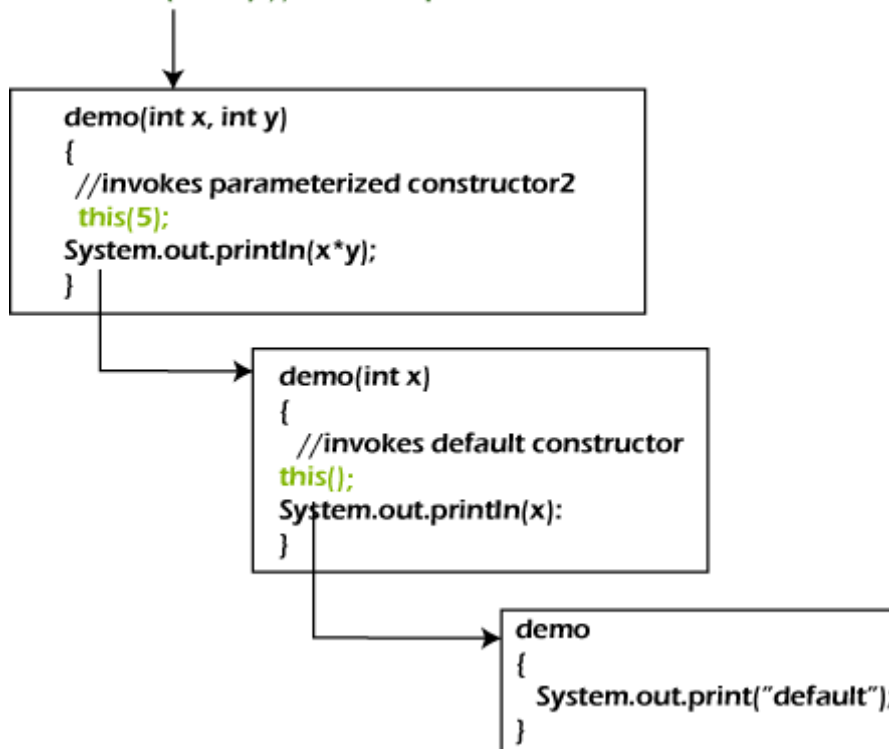 demo(int x, int y)
{
//invokes parameterized constructor2
this(5);
System.out.println(x*y);
}
demo(int x)
{
//invokes default constructor
this();
System.out.println(x):
}
demo
{
System.out.print("default");
}